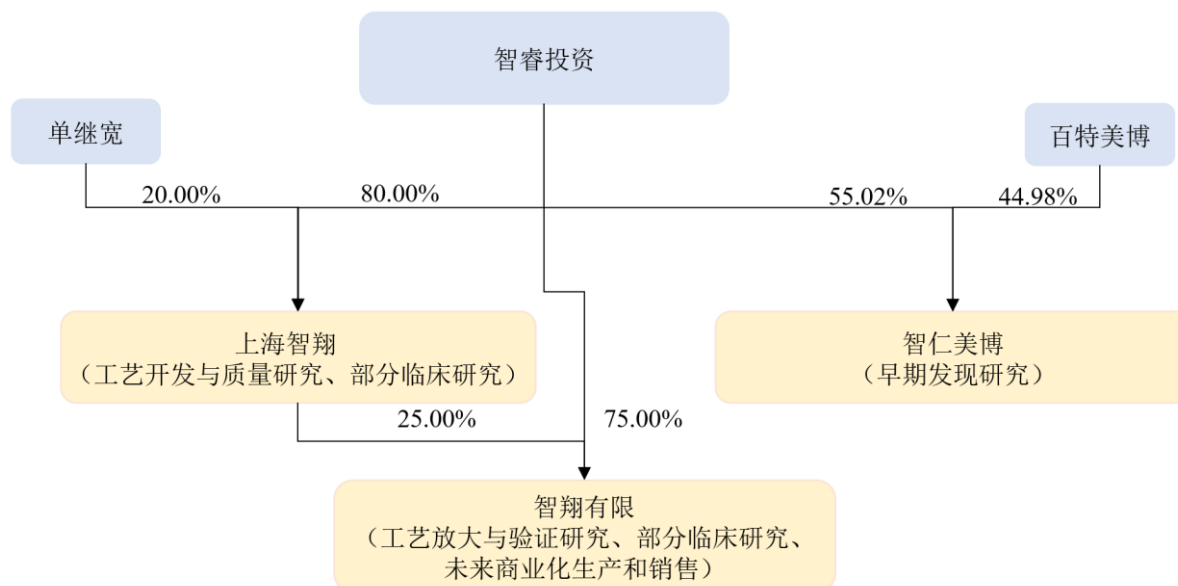 智睿投资
单继宽
百特美博
20.00%
80.00%
55.02%
44.98%
上海智翔
（工艺开发与质量研究、部分临床研究）
智仁美博
（早期发现研究）
25.00%
75.00%
智翔有限
（工艺放大与验证研究、部分临床研究、
未来商业化生产和销售）